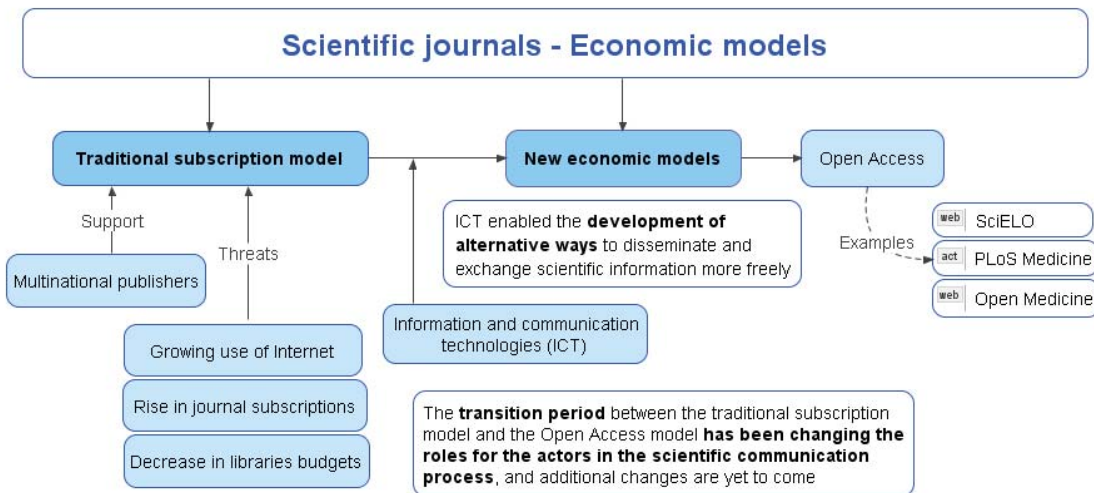 Scientific journals - Economic models
Traditional subscription model
New economic models
Open Access
Support
Threats
Multinational publishers
ICT enabled the development of
alternative ways to disseminate and
exchange scientific information more freely
Examples
web SciELO
act PLoS Medicine
web Open Medicine
Information and communication
technologies (ICT)
Growing use of Internet
Rise in journal subscriptions
Decrease in libraries budgets
The transition period between the traditional subscription
model and the Open Access model has been changing the
roles for the actors in the scientific communication
process, and additional changes are yet to come